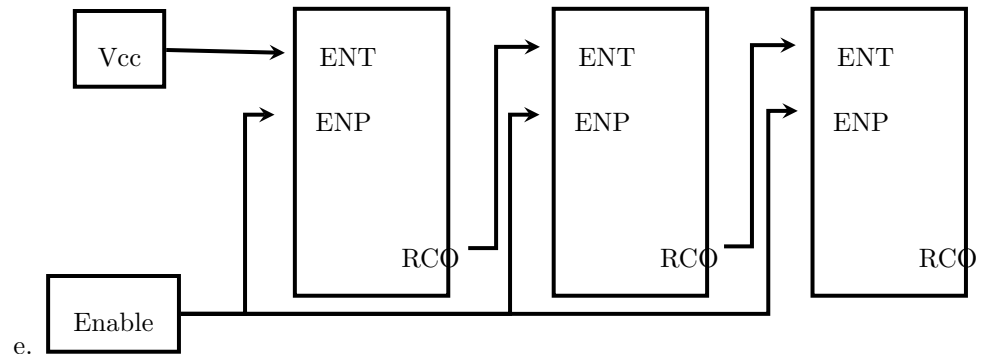 Vcc
ENT
ENT
ENT
ENP
ENP
ENP
RCO
RCO
RCO
Enable
e.